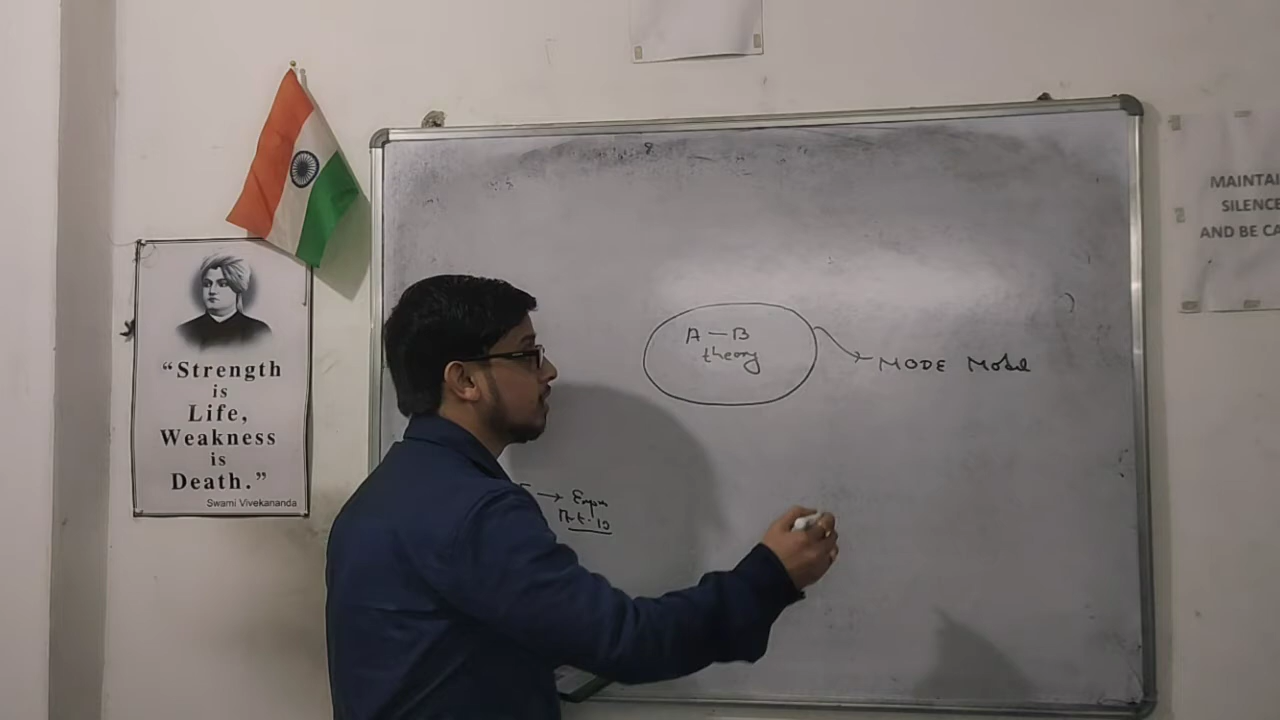 “Strength
is
Life,
Weakness
is
Death.”
Swami Vivekananda
A – B
theory
MODE Model
MAINTAI
SILENCE
AND BE CA